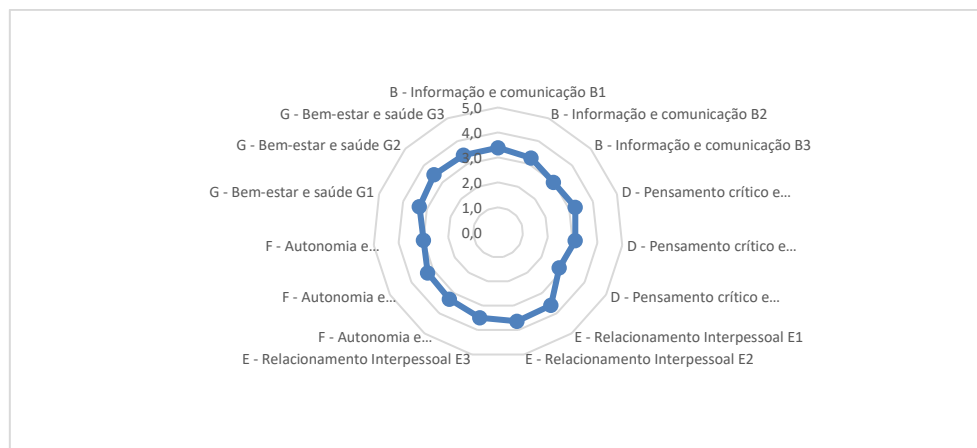 B - Informação e comunicação B1
B - Informação e comunicação B2
B - Informação e comunicação B3
D - Pensamento crítico e...
D - Pensamento crítico e...
D - Pensamento crítico e...
E - Relacionamento Interpessoal E1
E - Relacionamento Interpessoal E2
E - Relacionamento Interpessoal E3
F - Autonomia e...
F - Autonomia e...
F - Autonomia e...
G - Bem-estar e saúde G1
G - Bem-estar e saúde G2
G - Bem-estar e saúde G3
5,0
4,0
3,0
2,0
1,0
0,0